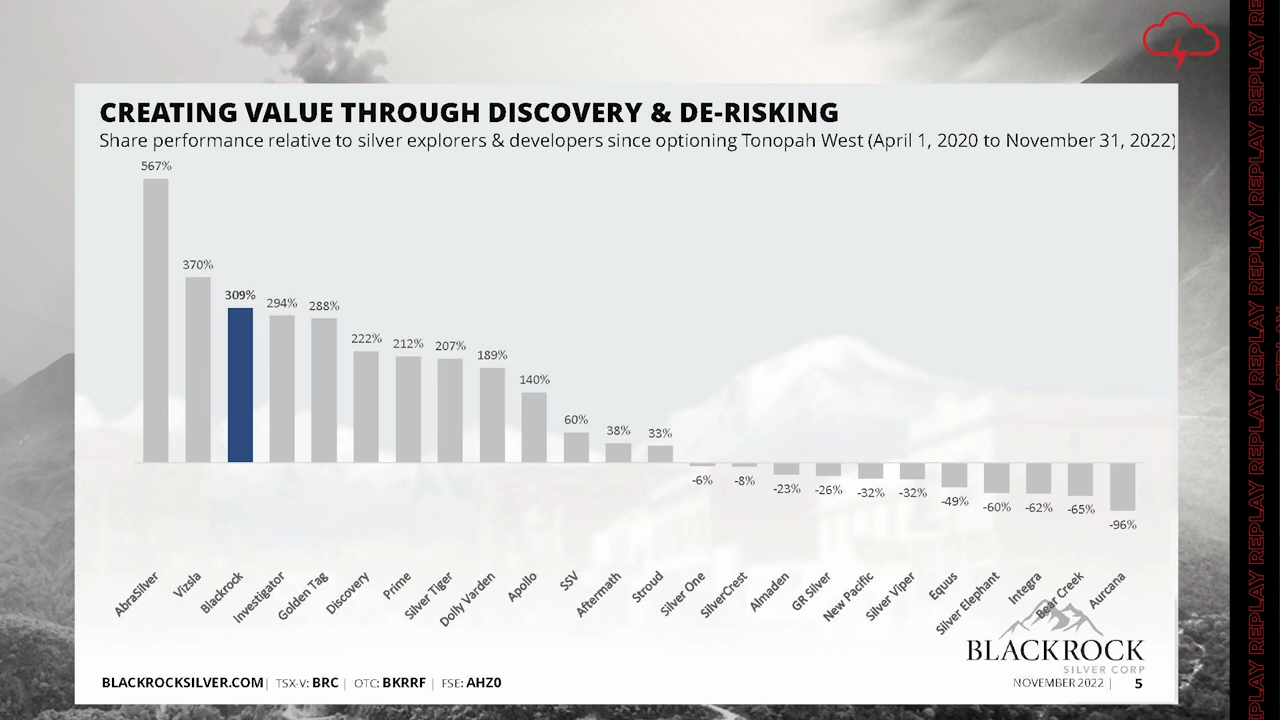 CREATING VALUE THROUGH DISCOVERY & DE-RISKING
Share performance relative to silver explorers & developers since optioning Tonopah West (April 1, 2020 to November 31, 2022)
567%
370%
309%
294%
288%
222%
212%
207%
189%
140%
60%
38%
33%
-6%
-8%
-23%
-26%
-32%
-32%
-49%
-60%
-62%
-65%
-96%
AbraSilver
Vizsla
Blackrock
Investigator
Golden Tag
Discovery
Prime
Silver Tiger
Dolly Varden
Apollo
SSV
Aftermath
Stroud
Silver One
SilverCrest
Almaden
GR Silver
New Pacific
Silver Viper
Equus
Silver Elephant
Integra
Bear Creek
Aurcana
BLACKROCK
SILVER CORP
BLACKROCKSILVER.COM| TSX-V: BRC | OTC: BKRRF | FSE: AHZ0
NOVEMBER 2022 | 5
REPLAY REPLAY REPLAY REPLAY REPLAY REPLAY REPLAY REPLAY